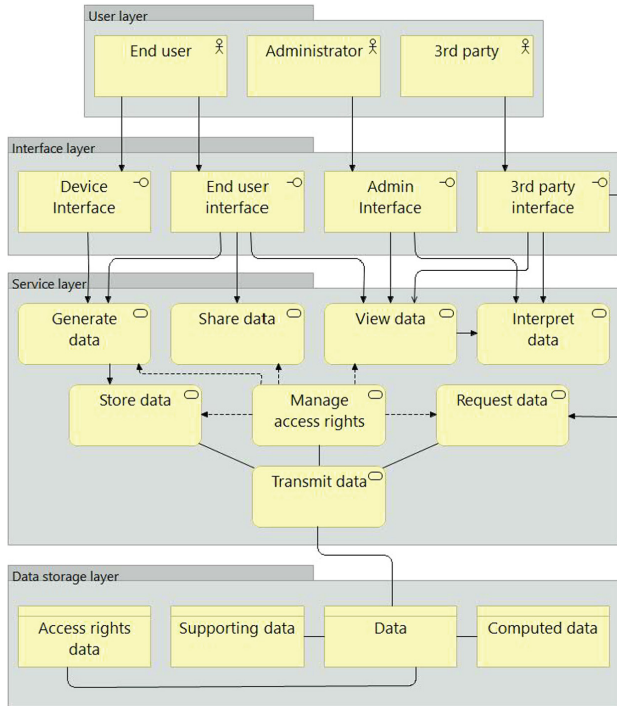 User layer
End user
Administrator
3rd party
Interface layer
Device
Interface
End user
interface
Admin
Interface
3rd party
interface
Service layer
Generate
data
Share data
View data
Interpret
data
Store data
Manage
access rights
Request data
Transmit data
Data storage layer
Access rights
data
Supporting data
Data
Computed data